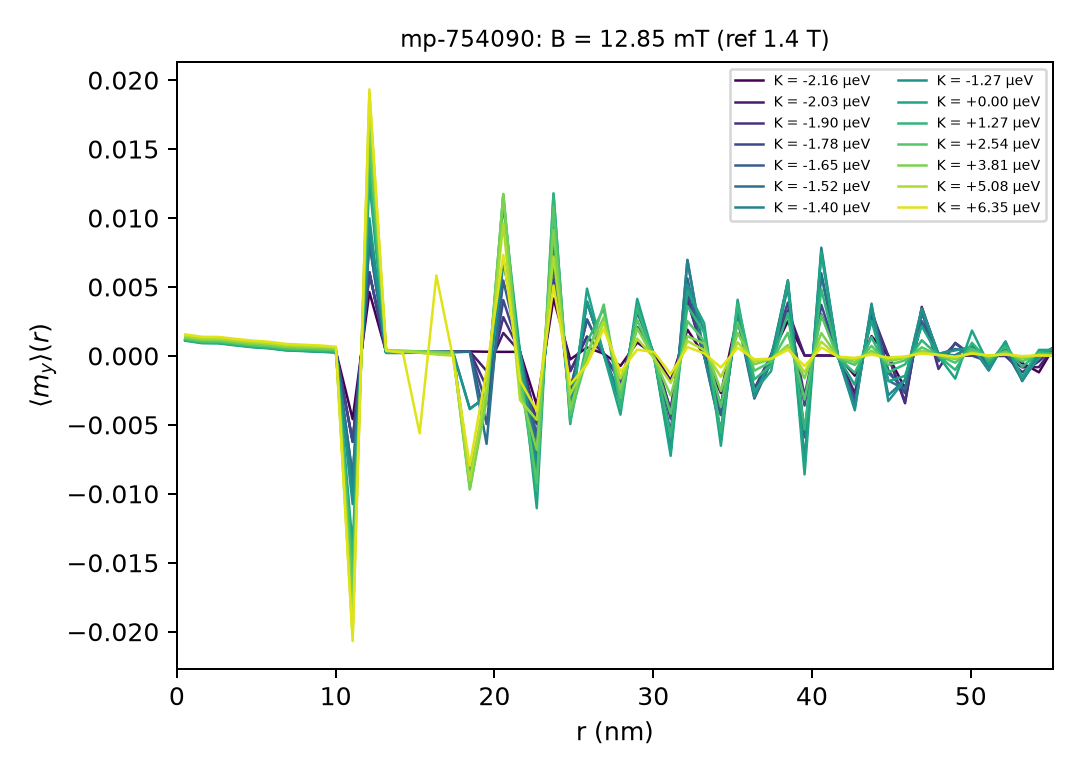 mp-754090: B = 12.85 mT (ref 1.4 T)
⟨m_y⟩(r)
0.020
0.015
0.010
0.005
0.000
−0.005
−0.010
−0.015
−0.020
K = -2.16 μeV
K = -2.03 μeV
K = -1.90 μeV
K = -1.78 μeV
K = -1.65 μeV
K = -1.52 μeV
K = -1.40 μeV
K = -1.27 μeV
K = +0.00 μeV
K = +1.27 μeV
K = +2.54 μeV
K = +3.81 μeV
K = +5.08 μeV
K = +6.35 μeV
0 10 20 30 40 50
r (nm)